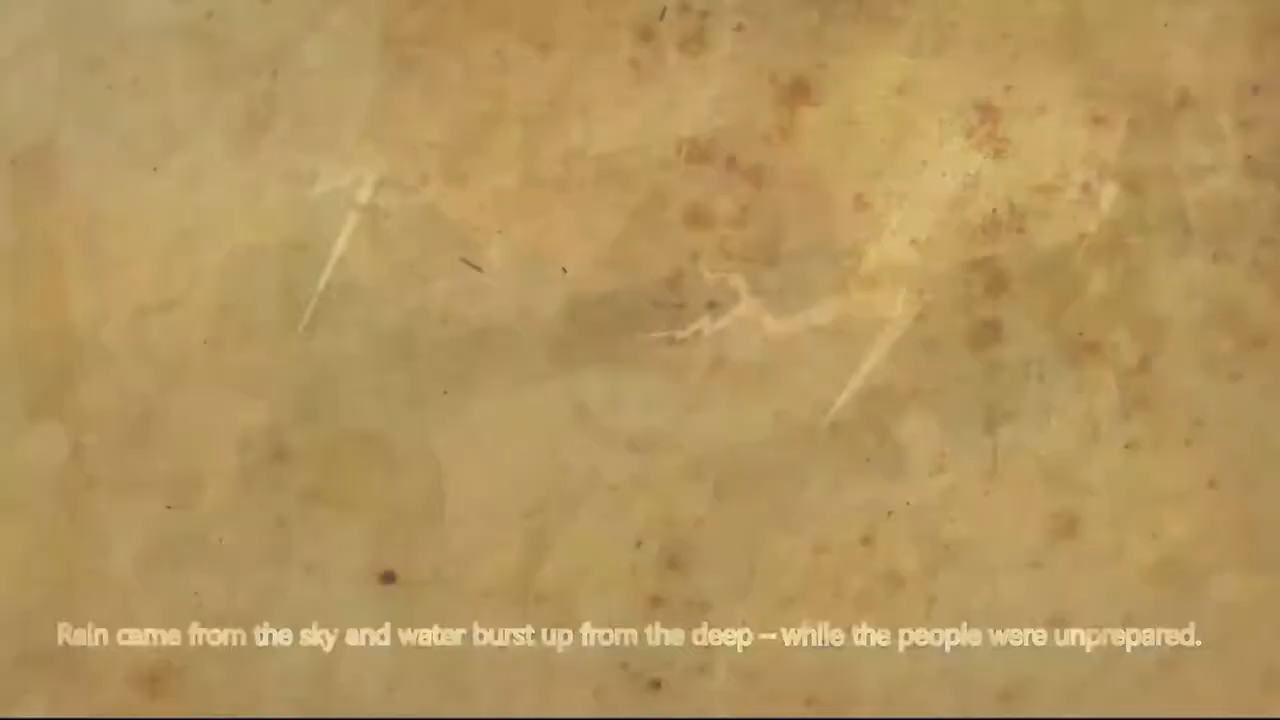 Rain came from the sky and water burst up from the deep – while the people were unprepared.